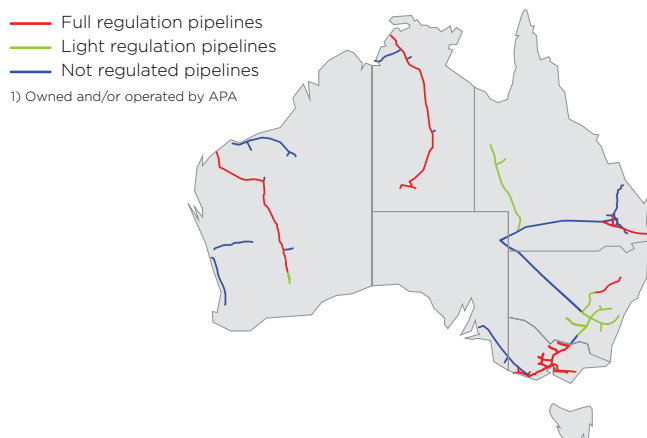 Full regulation pipelines
Light regulation pipelines
Not regulated pipelines
1) Owned and/or operated by APA